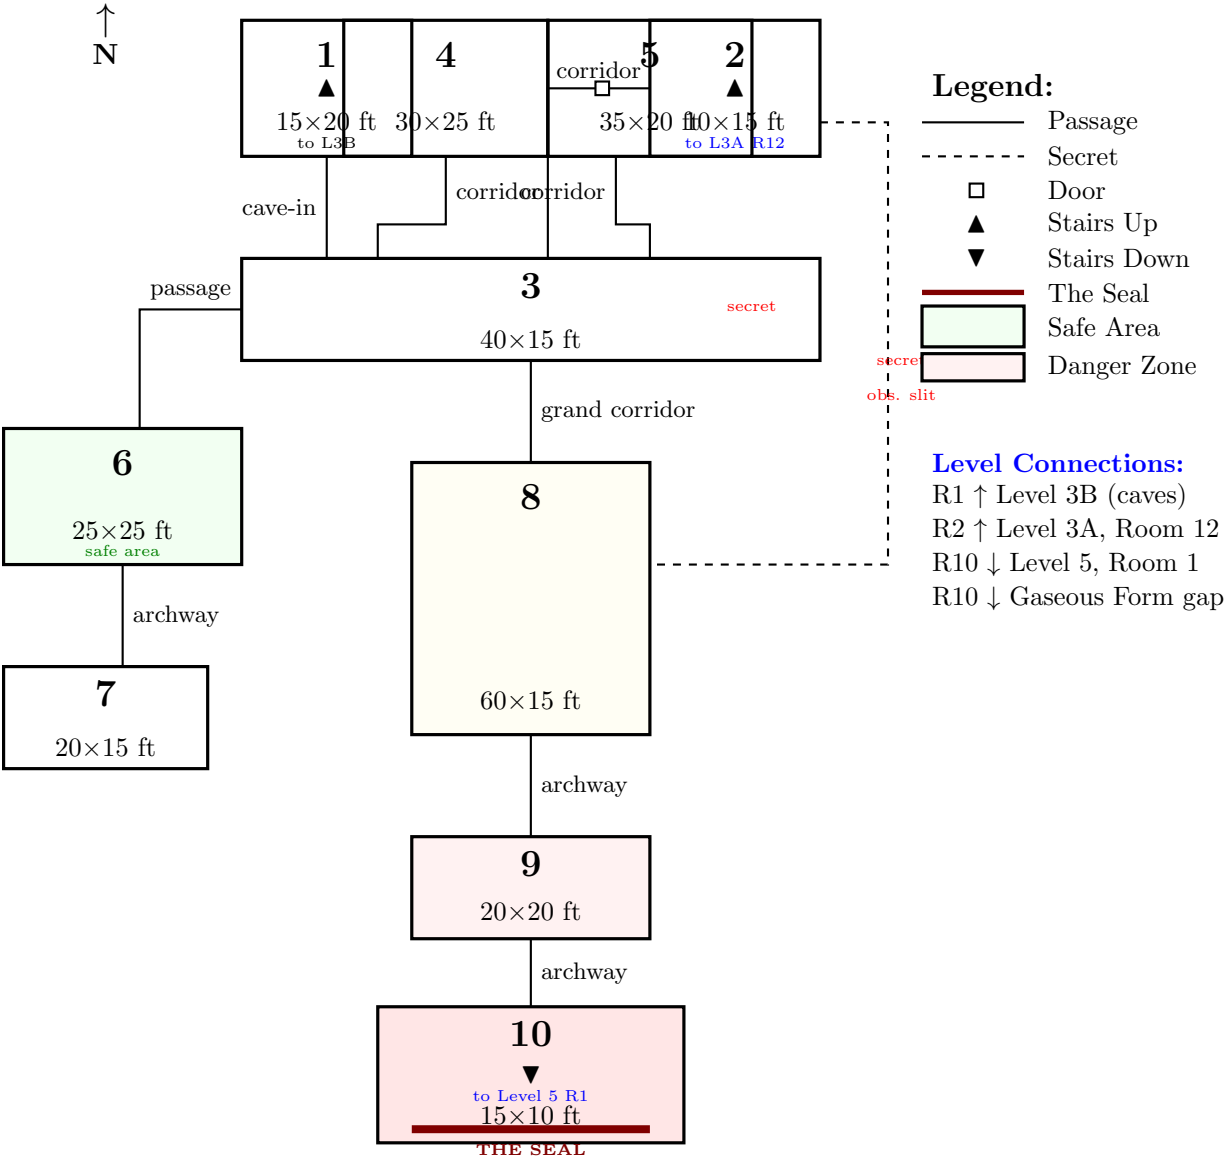 ↑
N
1
4
5
2
corridor
15×20 ft
30×25 ft
35×20 ft
10×15 ft
to L3B
to L3A R12
cave-in
corridor
corridor
passage
3
secret
40×15 ft
grand corridor
6
25×25 ft
safe area
archway
7
20×15 ft
8
60×15 ft
archway
9
20×20 ft
archway
10
to Level 5 R1
15×10 ft
THE SEAL
secret
obs. slit
Legend:
Passage
Secret
Door
Stairs Up
Stairs Down
The Seal
Safe Area
Danger Zone
Level Connections:
R1 ↑ Level 3B (caves)
R2 ↑ Level 3A, Room 12
R10 ↓ Level 5, Room 1
R10 ↓ Gaseous Form gap